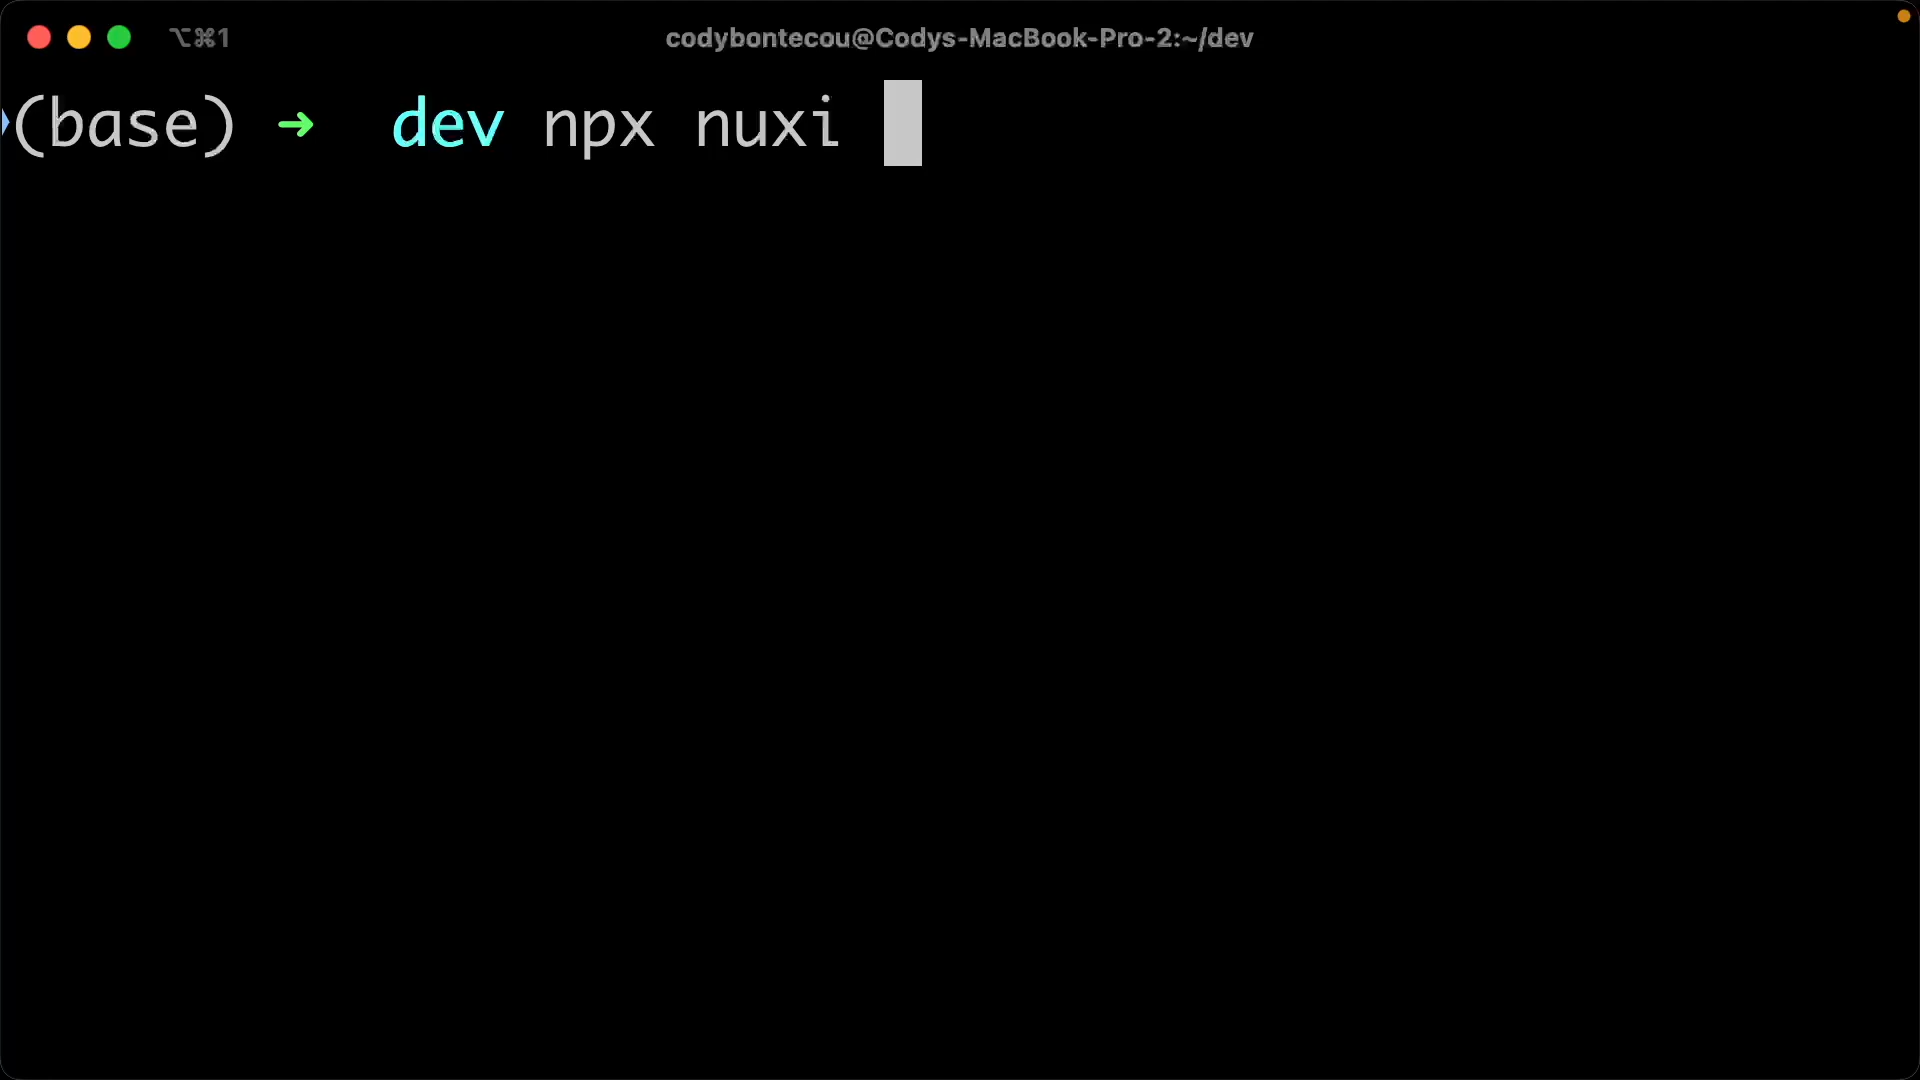 ⌥⌘1
codybontecou@Codys-MacBook-Pro-2:~/dev
(base) ➜ dev npx nuxi